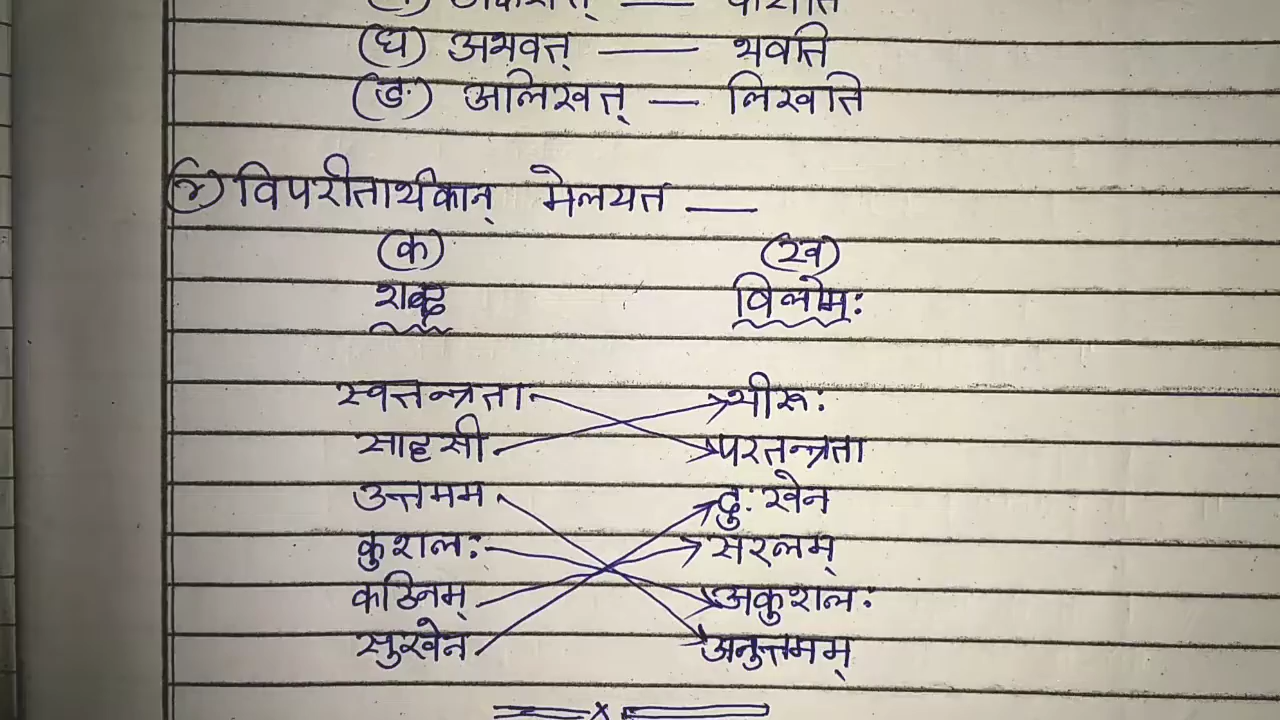 (घ) अभवत् — भवति
(ङ) अलिखत् — लिखति
विपरीतार्थकान् मेलयत —
(क) (ख)
शब्द विलोम:
स्वतन्त्रता भीरू:
साहसी परतन्त्रता
उत्तमम दु:खेन
कुशल: सरलम्
कठिनम् अकुशल:
सुखेन अनुत्तमम्